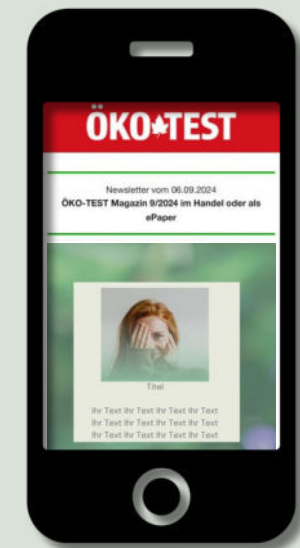 ÖKO TEST
Newsletter vom 06.09.2024
ÖKO-TEST Magazin 9/2024 im Handel oder als
ePaper
Titel
Ihr Text Ihr Text Ihr Text Ihr Text
Ihr Text Ihr Text Ihr Text Ihr Text
Ihr Text Ihr Text Ihr Text Ihr Text